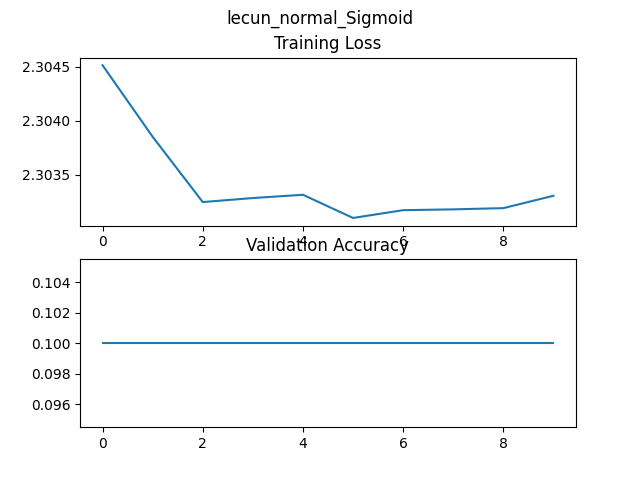 lecun_normal_Sigmoid
Training Loss
2.3045
2.3040
2.3035
0 2 4 6 8
Validation Accuracy
0.104
0.102
0.100
0.098
0.096
0 2 4 6 8